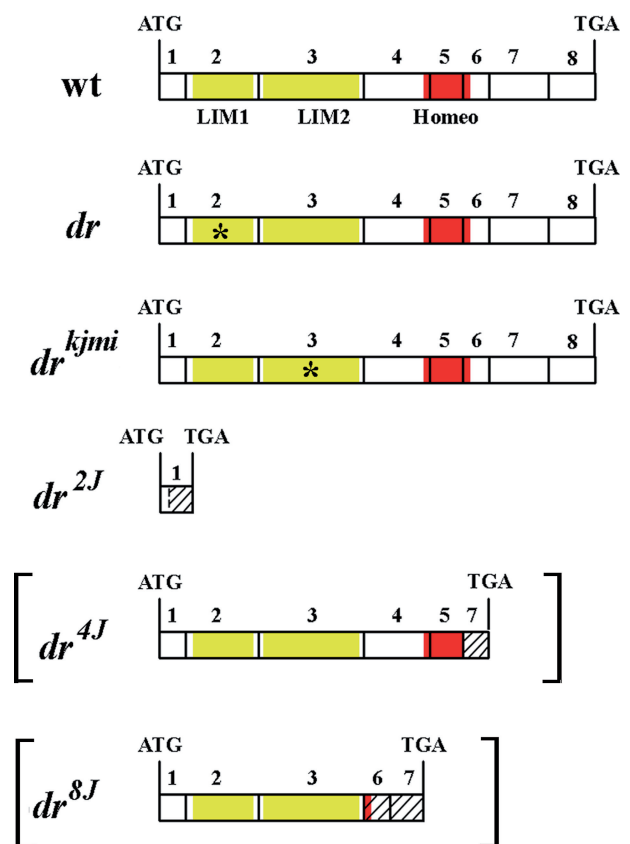 ATG TGA
1 2 3 4 5 6 7 8
wt
LIM1 LIM2 Homeo
ATG TGA
1 2 3 4 5 6 7 8
dr *
ATG TGA
1 2 3 4 5 6 7 8
dr kjmi *
ATG TGA
1
dr 2J
ATG TGA
1 2 3 4 5 7
[ dr 4J ]
ATG TGA
1 2 3 6 7
[ dr 8J ]